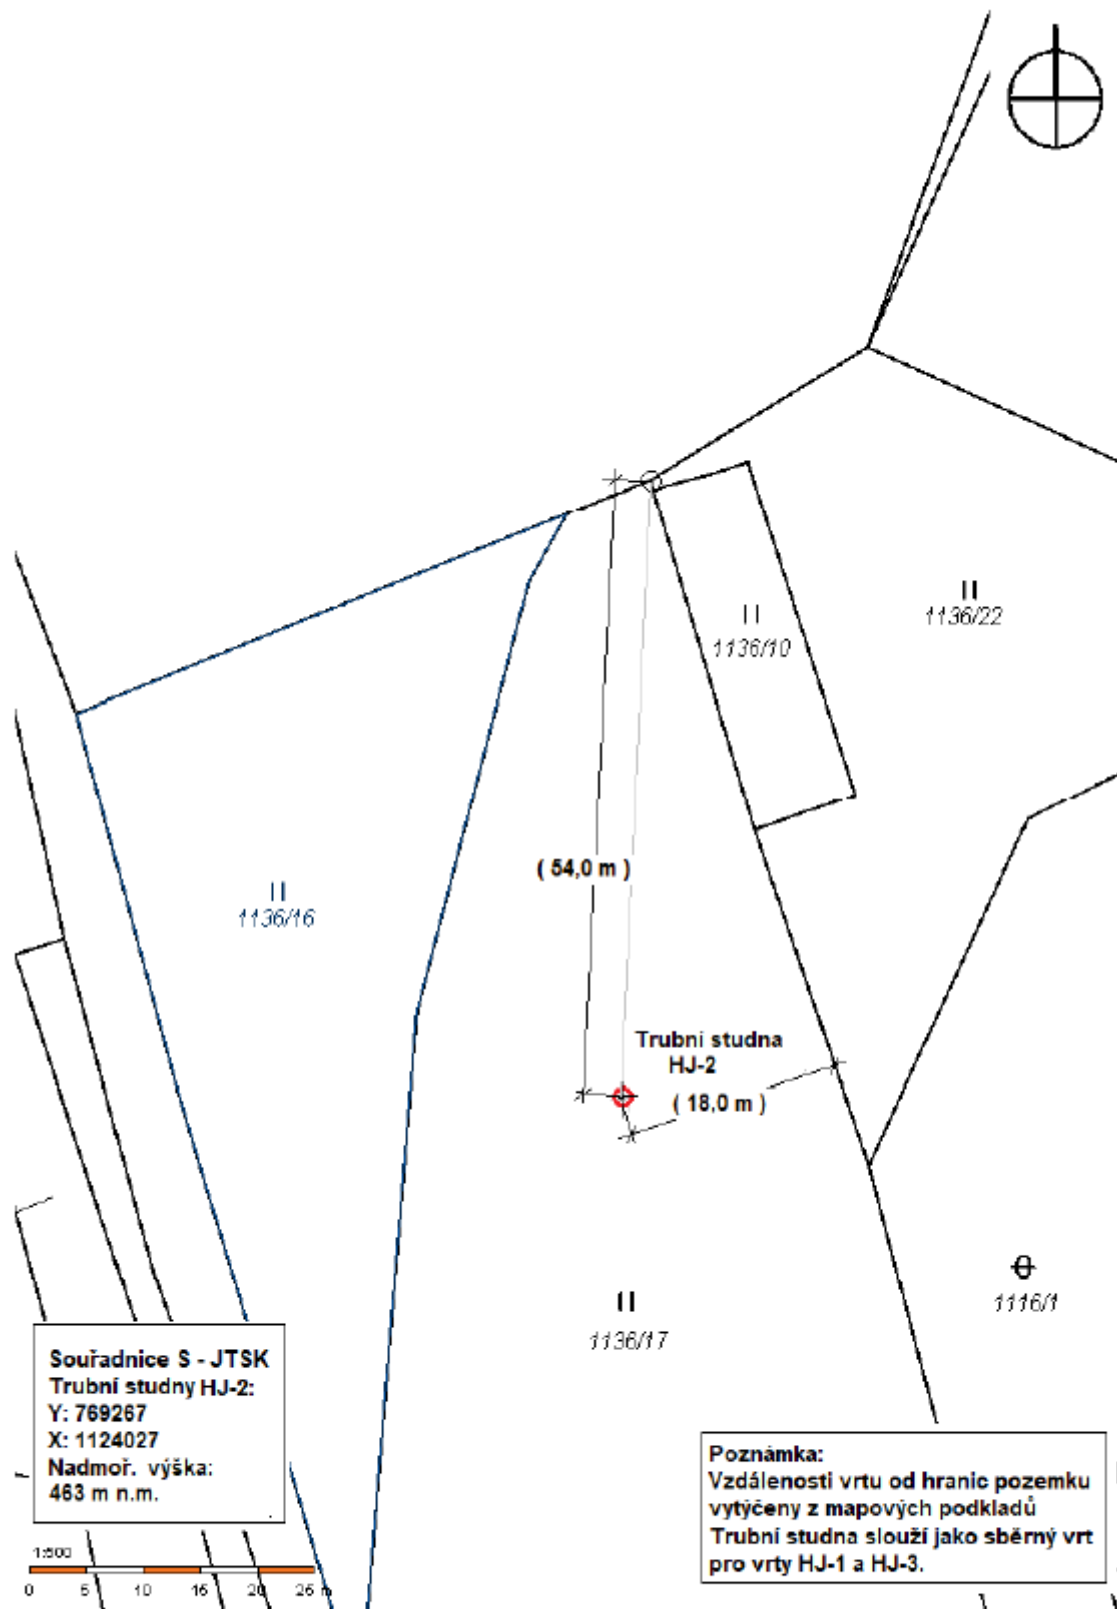 II
1136/22
II
1136/10
( 54,0 m )
II
1136/16
Trubní studna
HJ-2
( 18,0 m )
1116/1
II
1136/17
Souřadnice S - JTSK
Trubní studny HJ-2:
Y: 769267
X: 1124027
Nadmoř. výška:
463 m n.m.
Poznámka:
Vzdálenosti vrtu od hranic pozemku
vytýčeny z mapových podkladů
Trubní studna slouží jako sběrný vrt
pro vrty HJ-1 a HJ-3.
1:500
0 5 10 15 20 25 m